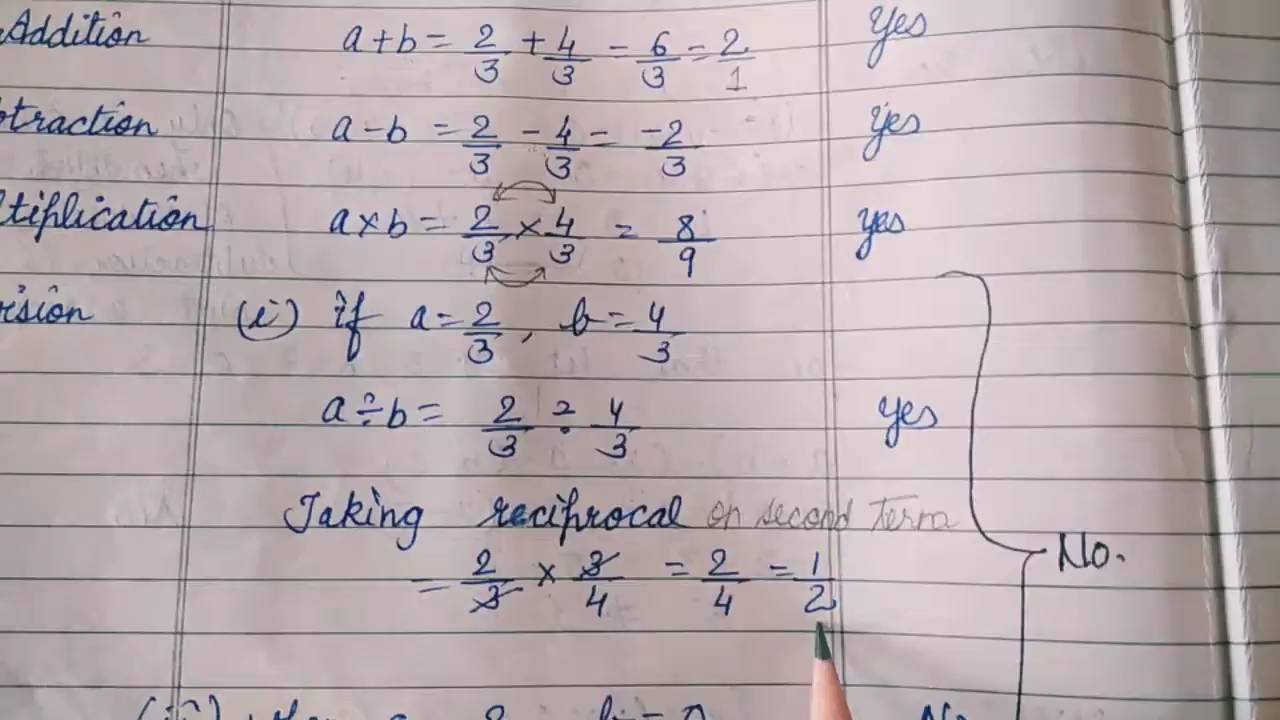 Addition a+b = 2/3 + 4/3 = 6/3 = 2/1 Yes
btraction a-b = 2/3 - 4/3 = -2/3 Yes
ltiplication a×b = 2/3 × 4/3 = 8/9 yes
ision (i) if a = 2/3, b = 4/3
a÷b = 2/3 ÷ 4/3 yes
Taking reciprocal on second Term
= 2/3 × 3/4 = 2/4 = 1/2 No.